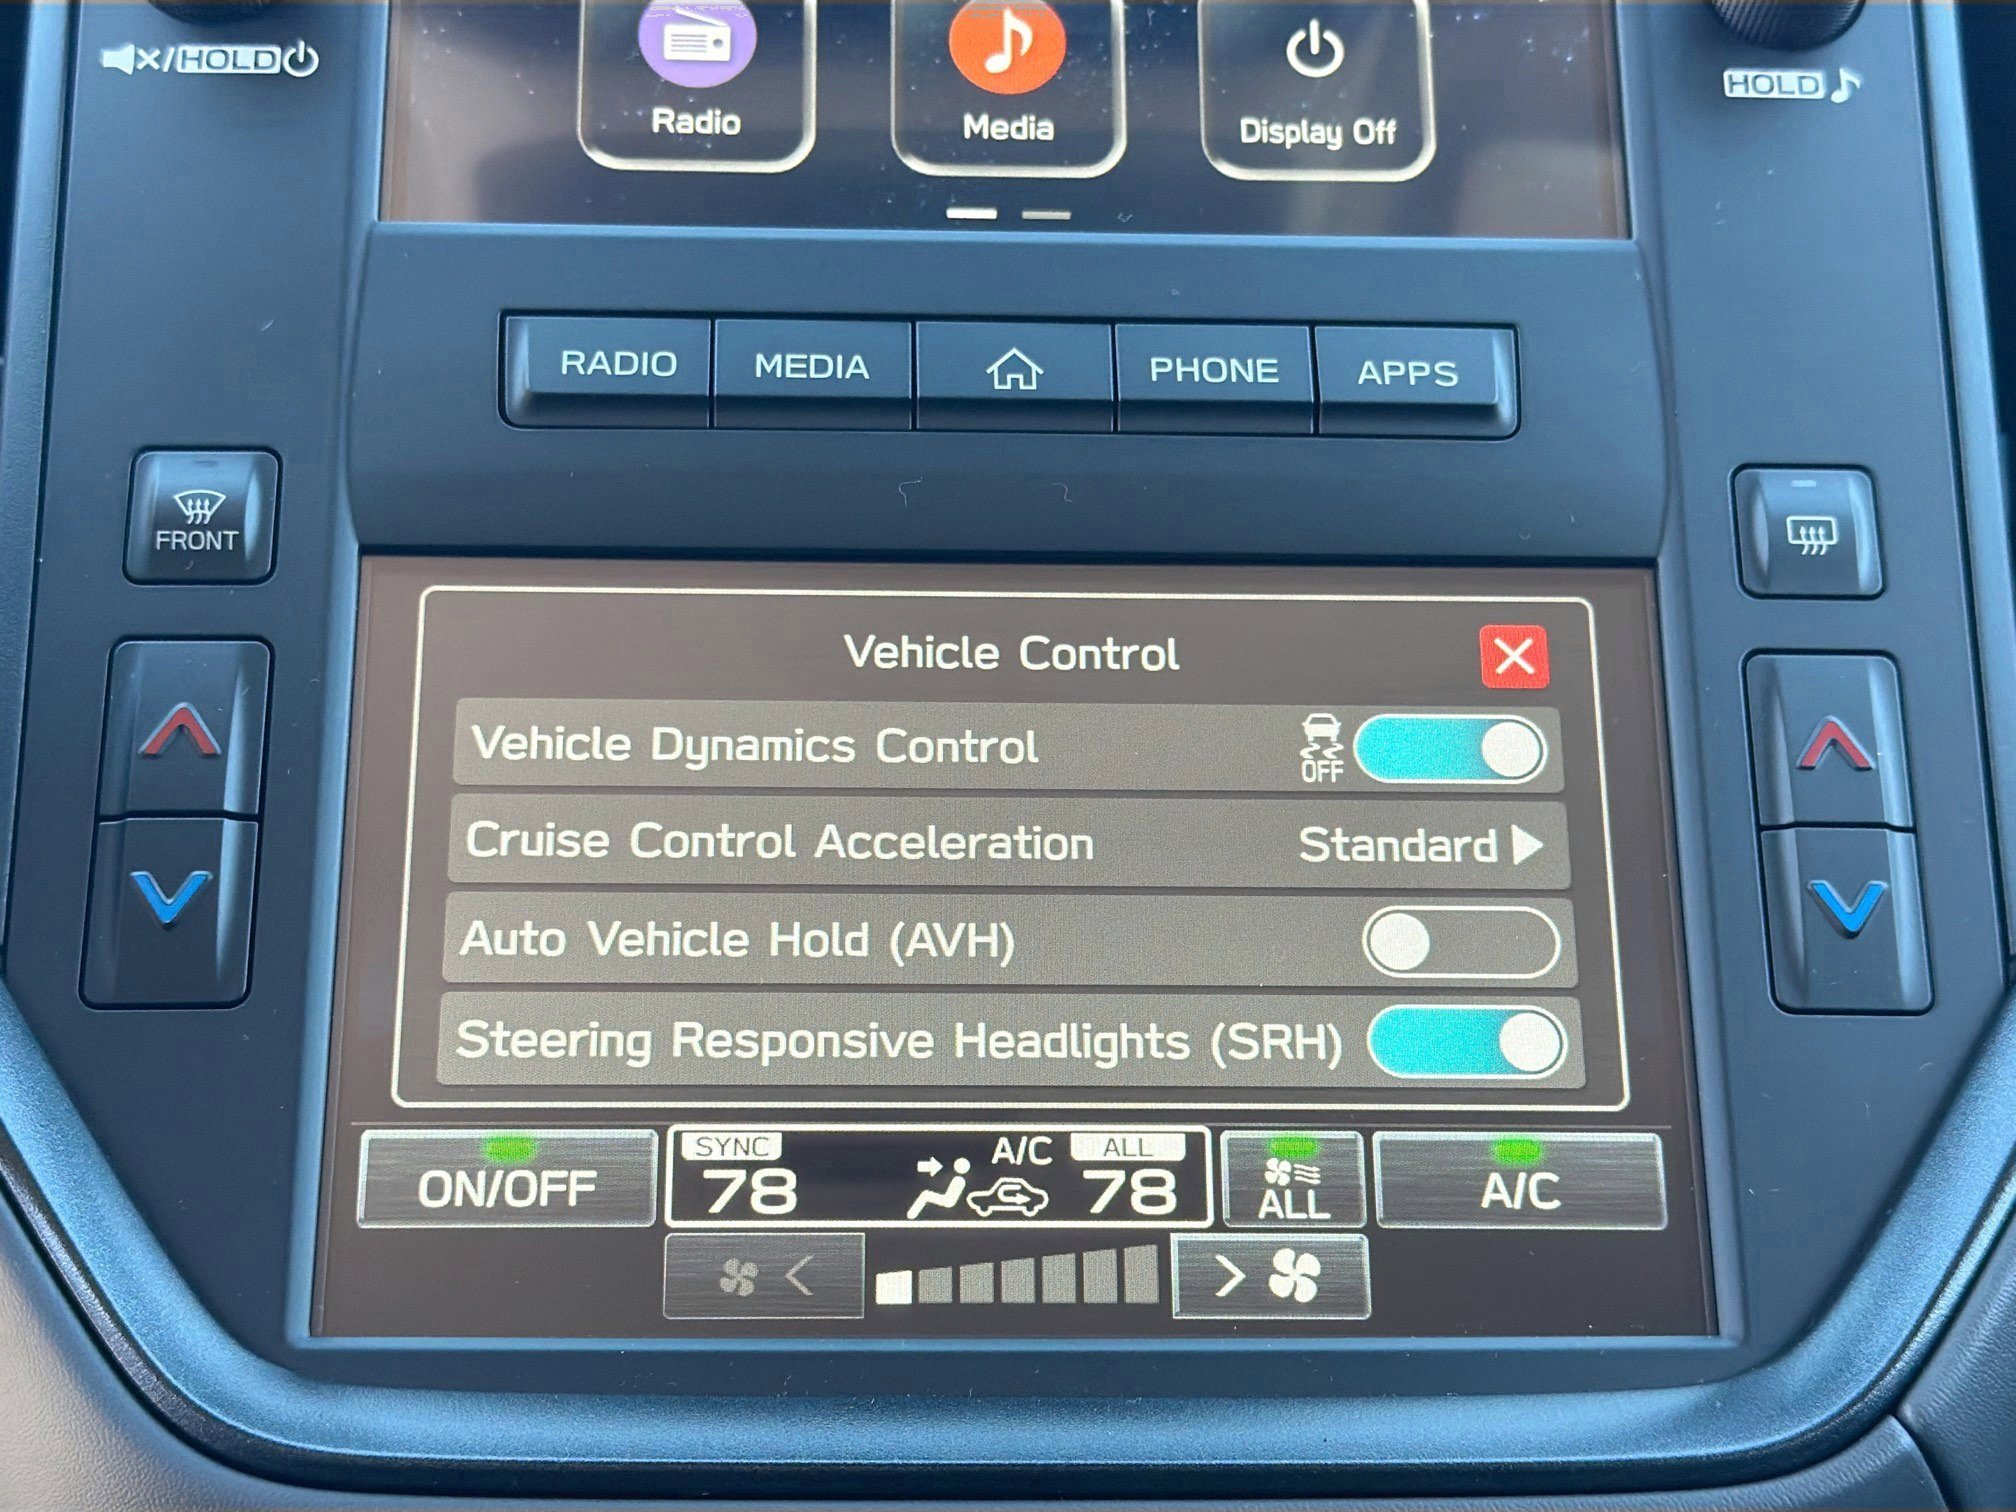 /HOLD
HOLD
Radio
Media
Display Off
RADIO
MEDIA
PHONE
APPS
FRONT
Vehicle Control
Vehicle Dynamics Control
OFF
Cruise Control Acceleration
Standard
Auto Vehicle Hold (AVH)
Steering Responsive Headlights (SRH)
ON/OFF
SYNC
78
A/C
ALL
78
ALL
A/C